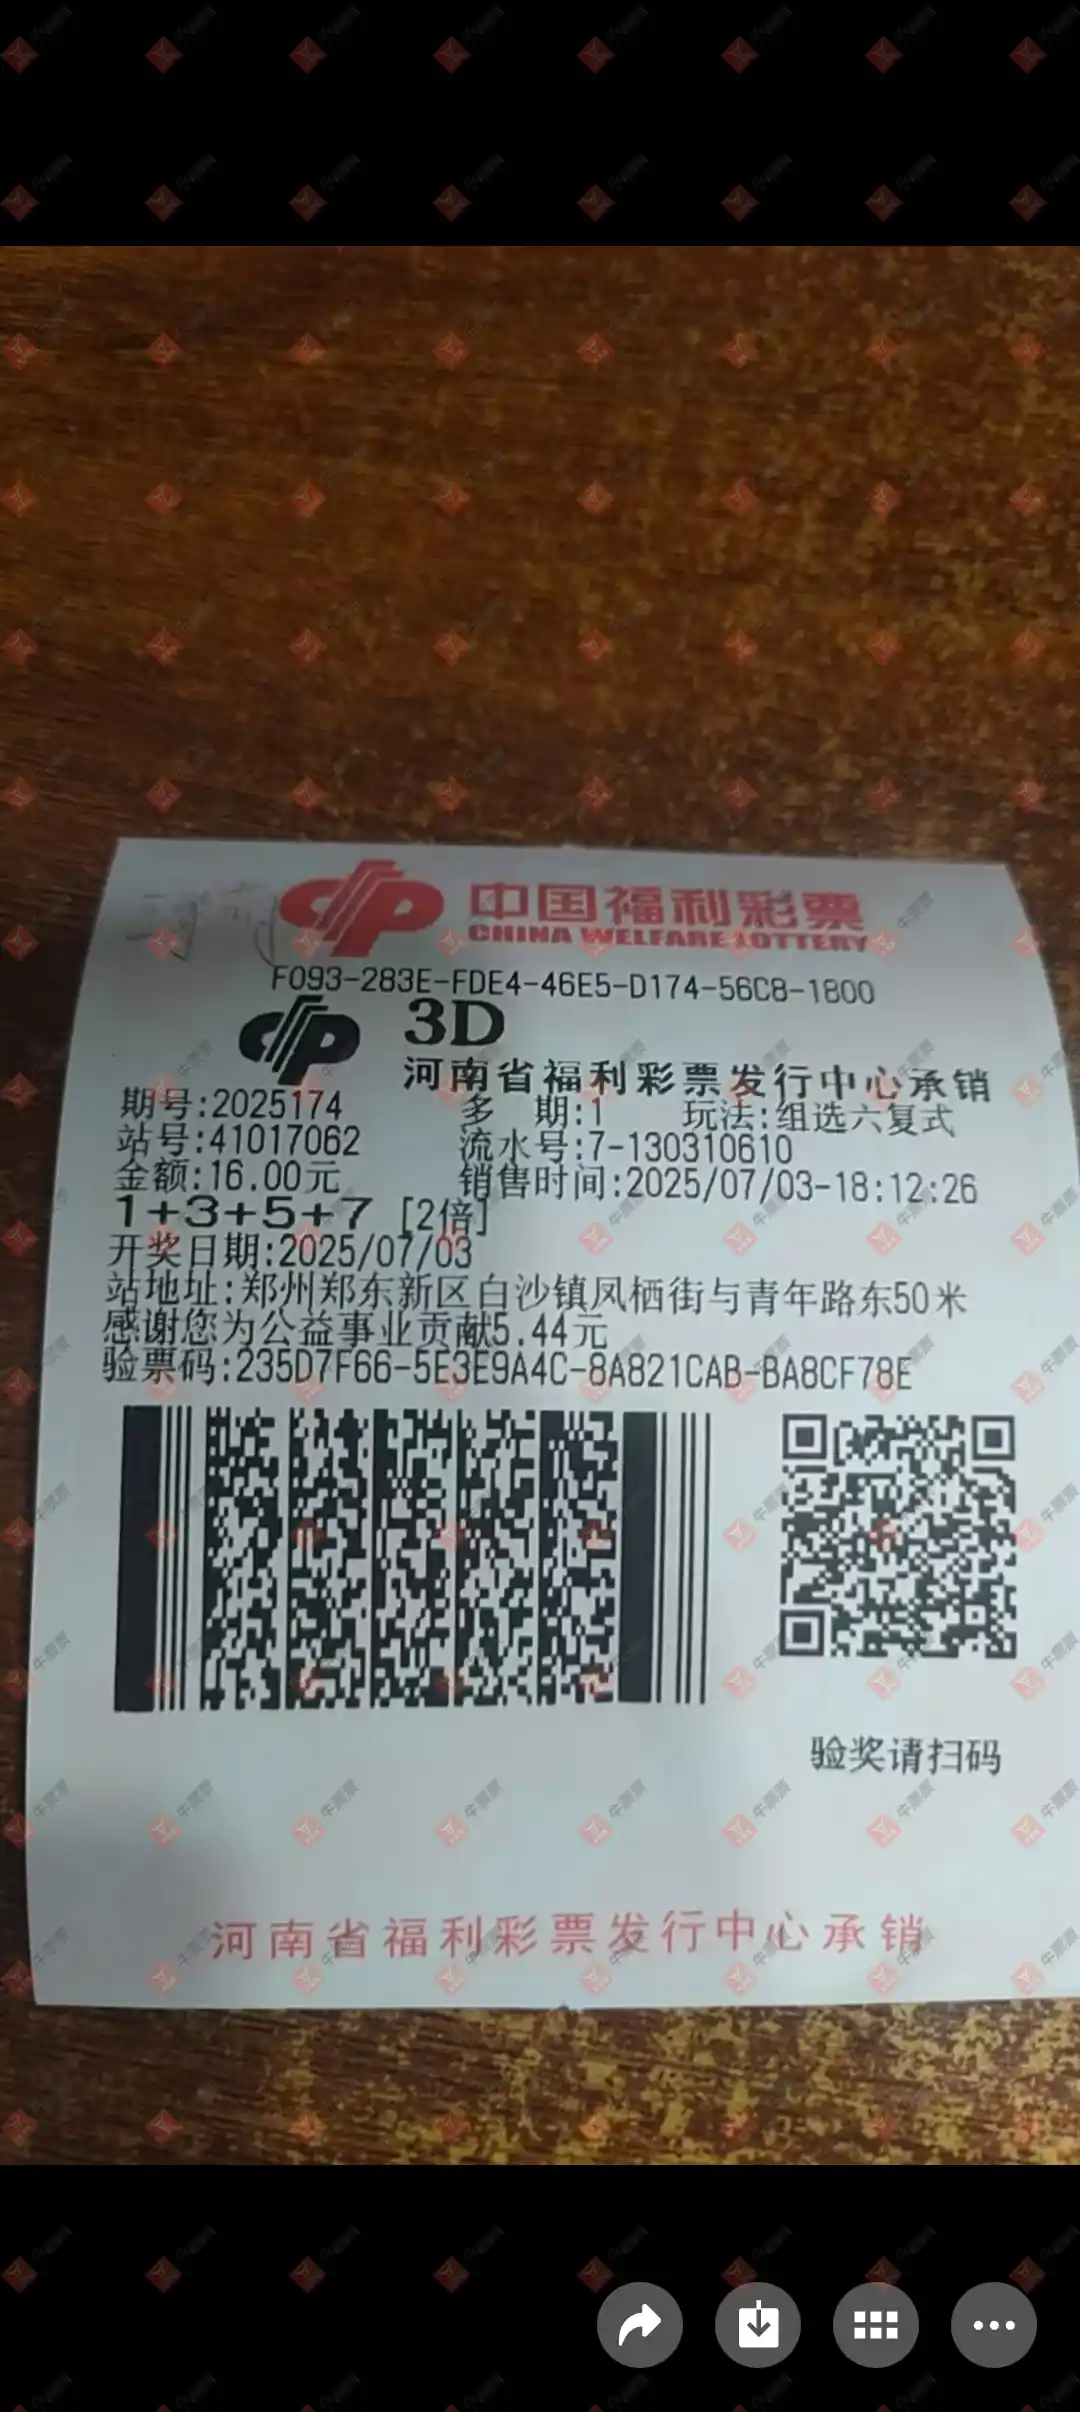 中国福利彩票
CHINA WELFARE LOTTERY
F093-283E-FDE4-46E5-D174-56C8-1800
3D
河南省福利彩票发行中心承销
期号:2025174 多 期:1 玩法:组选六复式
站号:41017062 流水号:7-130310610
金额:16.00元 销售时间:2025/07/03-18:12:26
1+3+5+7 [2倍]
开奖日期:2025/07/03
站地址:郑州郑东新区白沙镇凤栖街与青年路东50米
感谢您为公益事业贡献5.44元
验票码:235D7F66-5E3E9A4C-8A821CAB-BA8CF78E
验奖请扫码
河南省福利彩票发行中心承销
牛票票